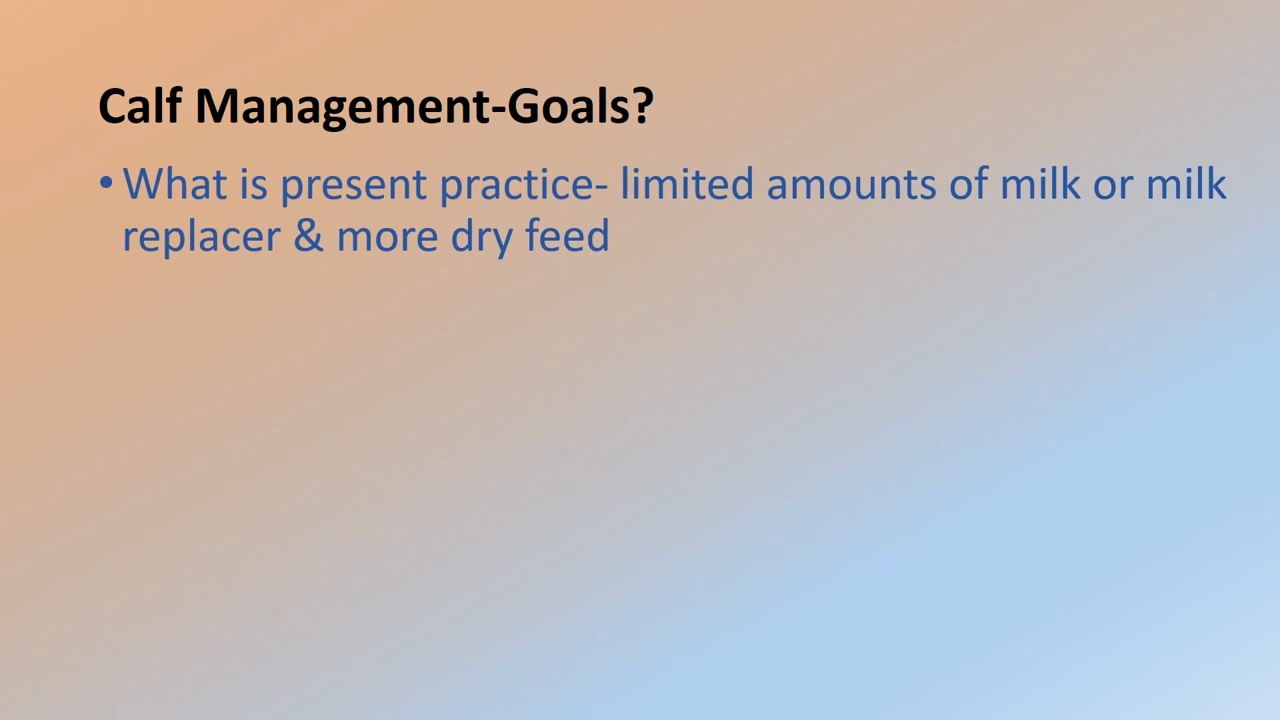 Calf Management-Goals?
• What is present practice- limited amounts of milk or milk
replacer & more dry feed